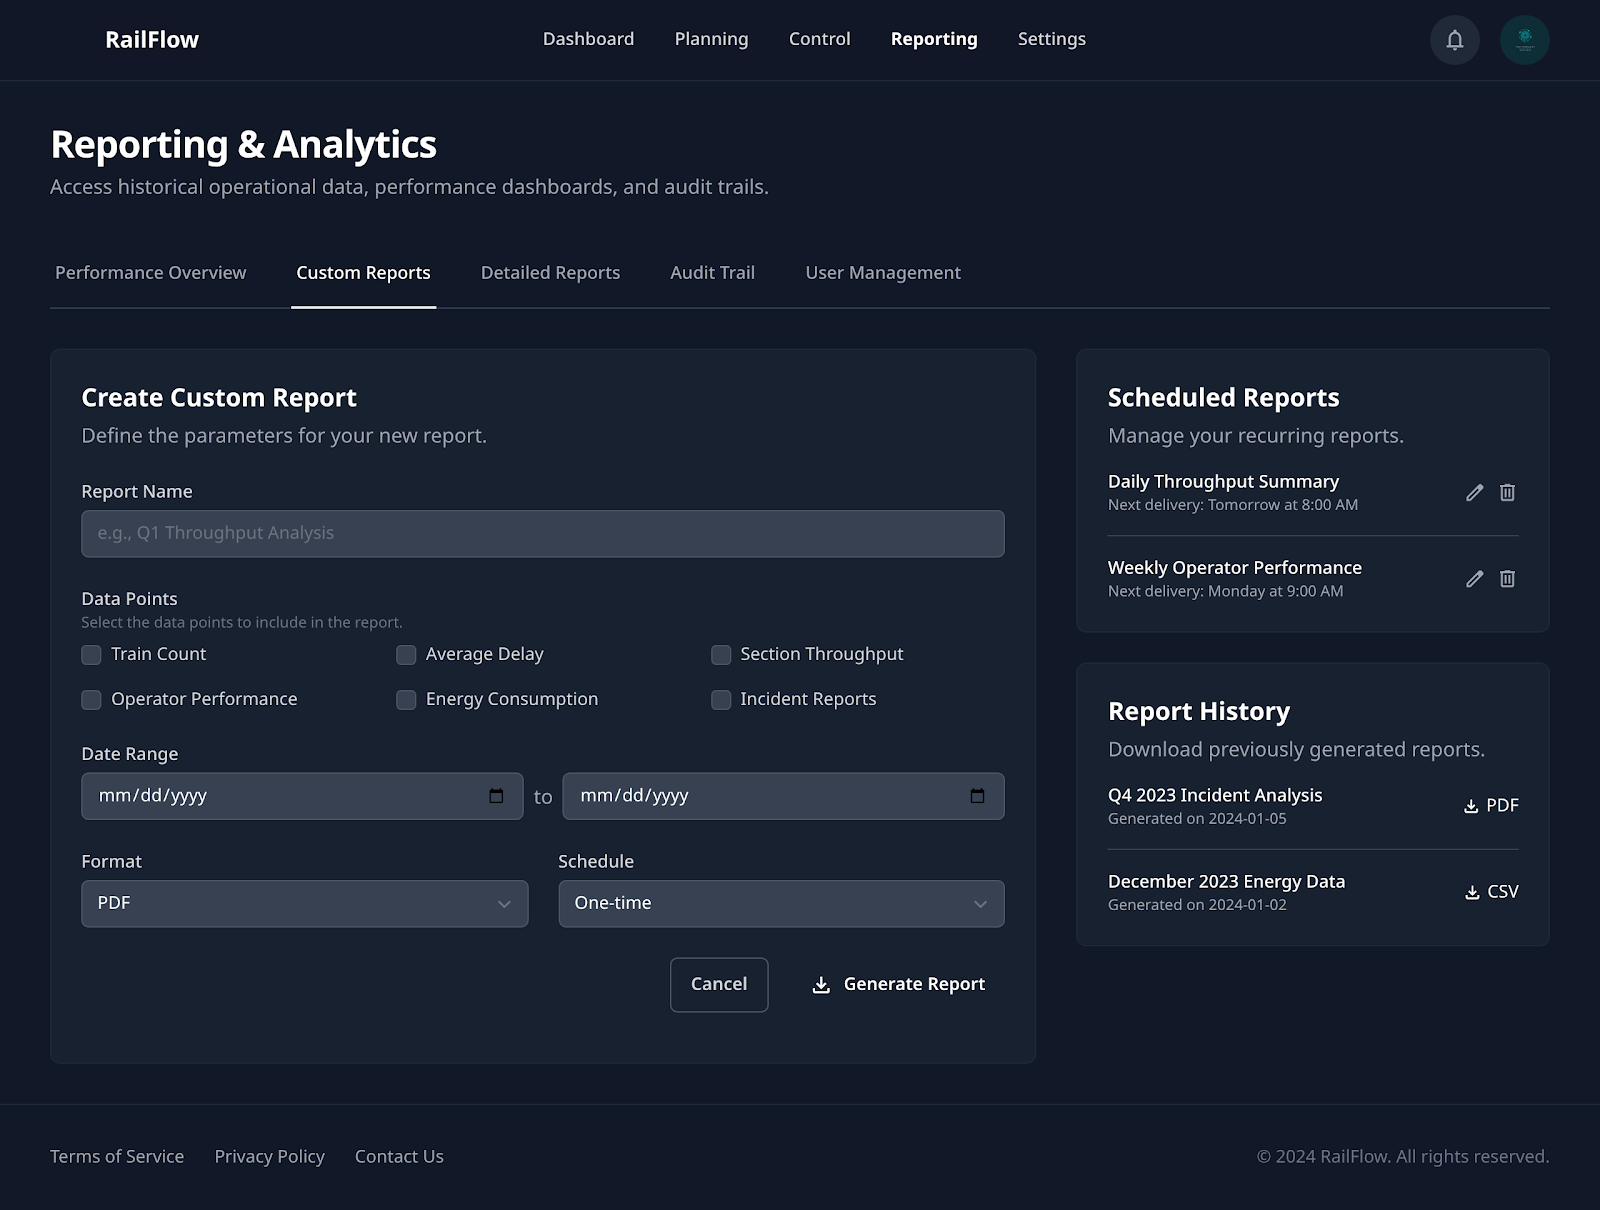 RailFlow
Dashboard
Planning
Control
Reporting
Settings
Reporting & Analytics
Access historical operational data, performance dashboards, and audit trails.
Performance Overview
Custom Reports
Detailed Reports
Audit Trail
User Management
Create Custom Report
Define the parameters for your new report.
Report Name
e.g., Q1 Throughput Analysis
Data Points
Select the data points to include in the report.
Train Count
Average Delay
Section Throughput
Operator Performance
Energy Consumption
Incident Reports
Date Range
mm/dd/yyyy
to
mm/dd/yyyy
Format
Schedule
PDF
One-time
Cancel
Generate Report
Scheduled Reports
Manage your recurring reports.
Daily Throughput Summary
Next delivery: Tomorrow at 8:00 AM
Weekly Operator Performance
Next delivery: Monday at 9:00 AM
Report History
Download previously generated reports.
Q4 2023 Incident Analysis
Generated on 2024-01-05
PDF
December 2023 Energy Data
Generated on 2024-01-02
CSV
Terms of Service
Privacy Policy
Contact Us
© 2024 RailFlow. All rights reserved.